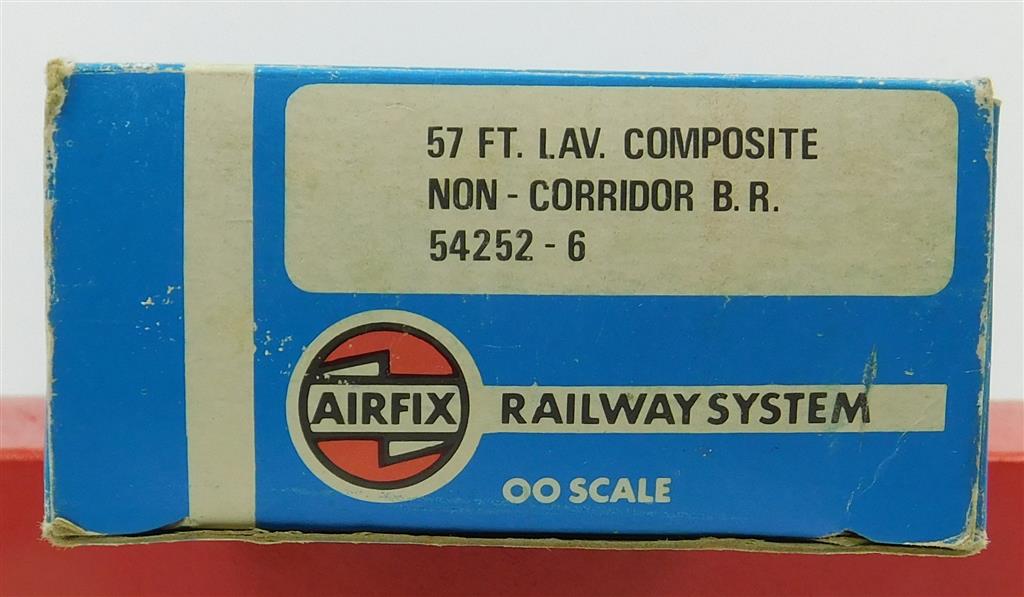 57 FT. LAV. COMPOSITE
NON - CORRIDOR B. R.
54252 - 6
AIRFIX RAILWAY SYSTEM
OO SCALE